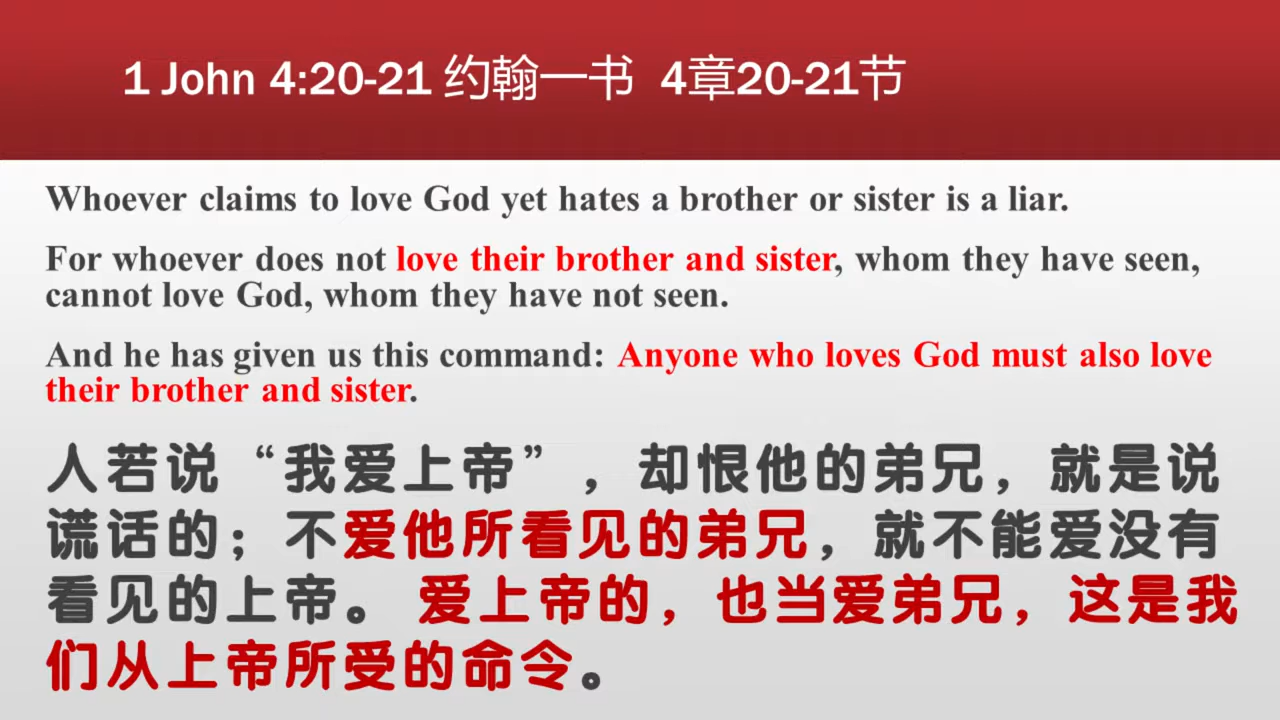 1 John 4:20-21 约翰一书 4章20-21节
Whoever claims to love God yet hates a brother or sister is a liar.
For whoever does not love their brother and sister, whom they have seen,
cannot love God, whom they have not seen.
And he has given us this command: Anyone who loves God must also love
their brother and sister.
人若说“我爱上帝”，却恨他的弟兄，就是说
谎话的；不爱他所看见的弟兄，就不能爱没有
看见的上帝。 爱上帝的，也当爱弟兄，这是我
们从上帝所受的命令。